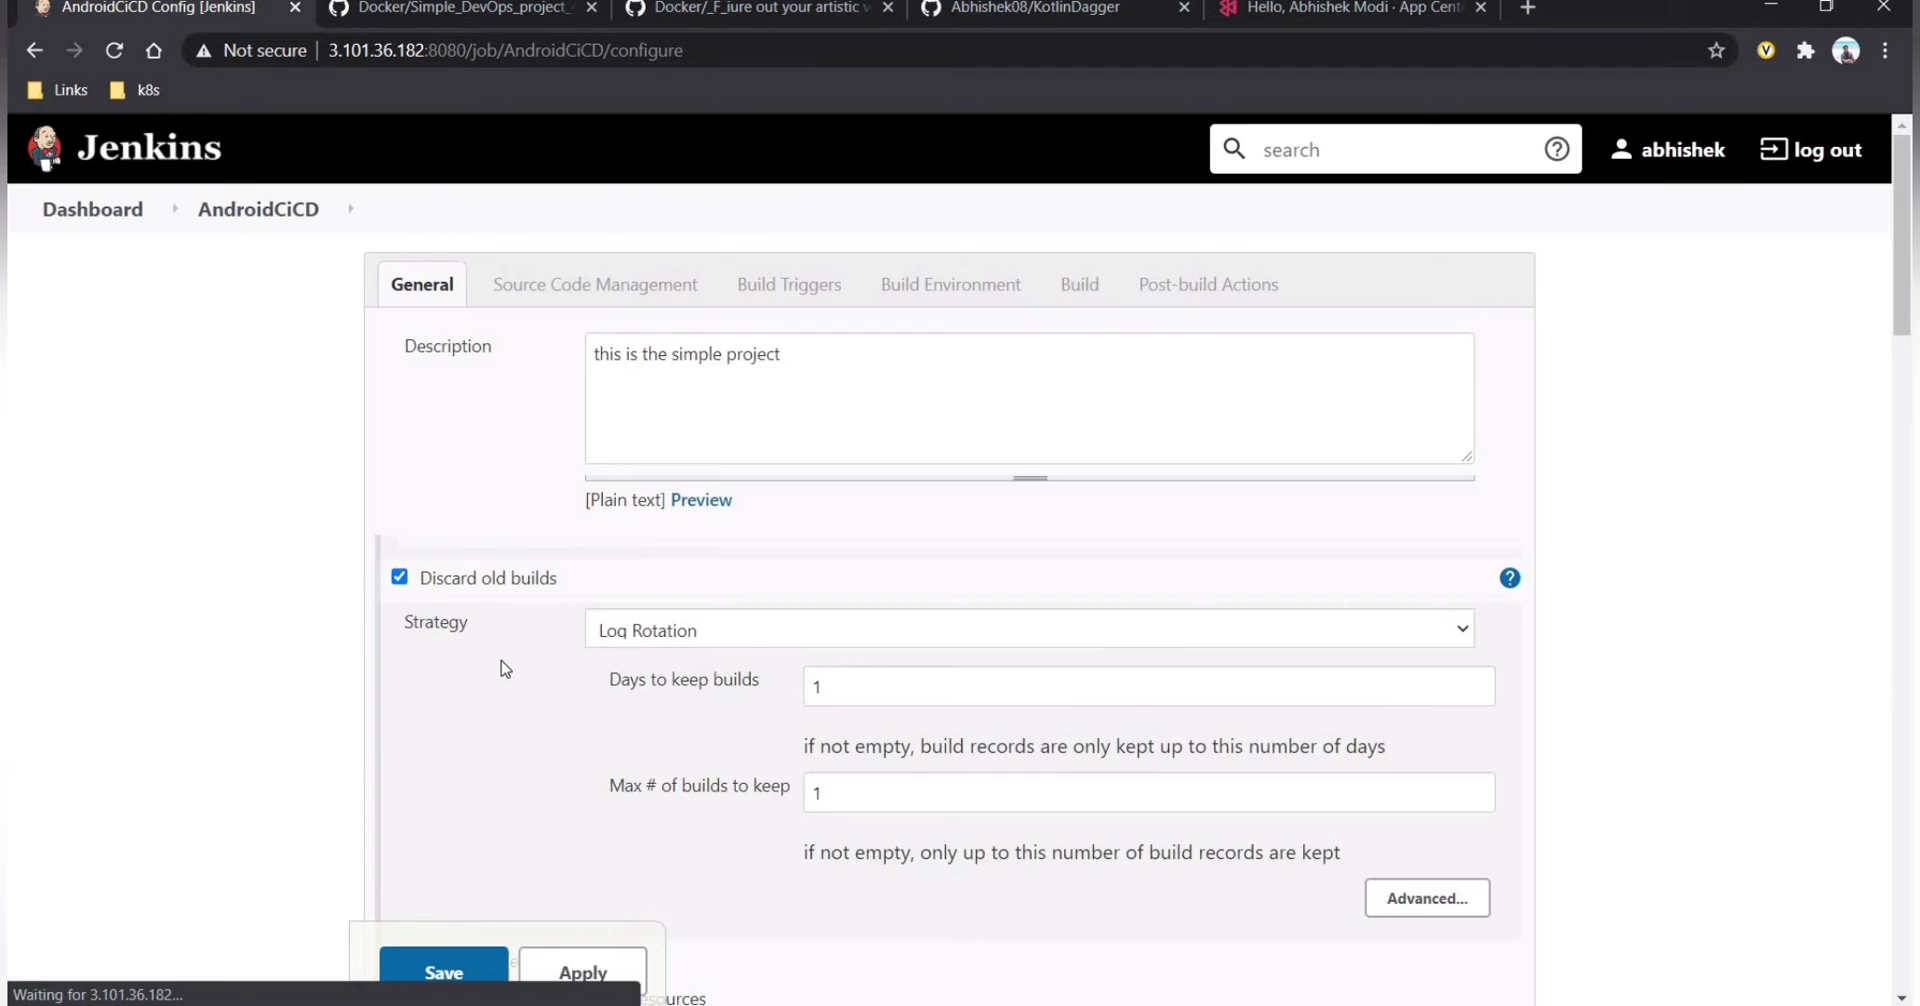 AndroidCiCD Config [Jenkins]
Docker/Simple_DevOps_project_
Docker/_F_iure out your artistic v
Abhishek08/KotlinDagger
Hello, Abhishek Modi · App Cent
Not secure
3.101.36.182:8080/job/AndroidCiCD/configure
Links
k8s
Jenkins
search
abhishek
log out
Dashboard
AndroidCiCD
General
Source Code Management
Build Triggers
Build Environment
Build
Post-build Actions
Description
this is the simple project
[Plain text] Preview
Discard old builds
Strategy
Log Rotation
Days to keep builds
1
if not empty, build records are only kept up to this number of days
Max # of builds to keep
1
if not empty, only up to this number of build records are kept
Advanced...
Save
Apply
Waiting for 3.101.36.182...